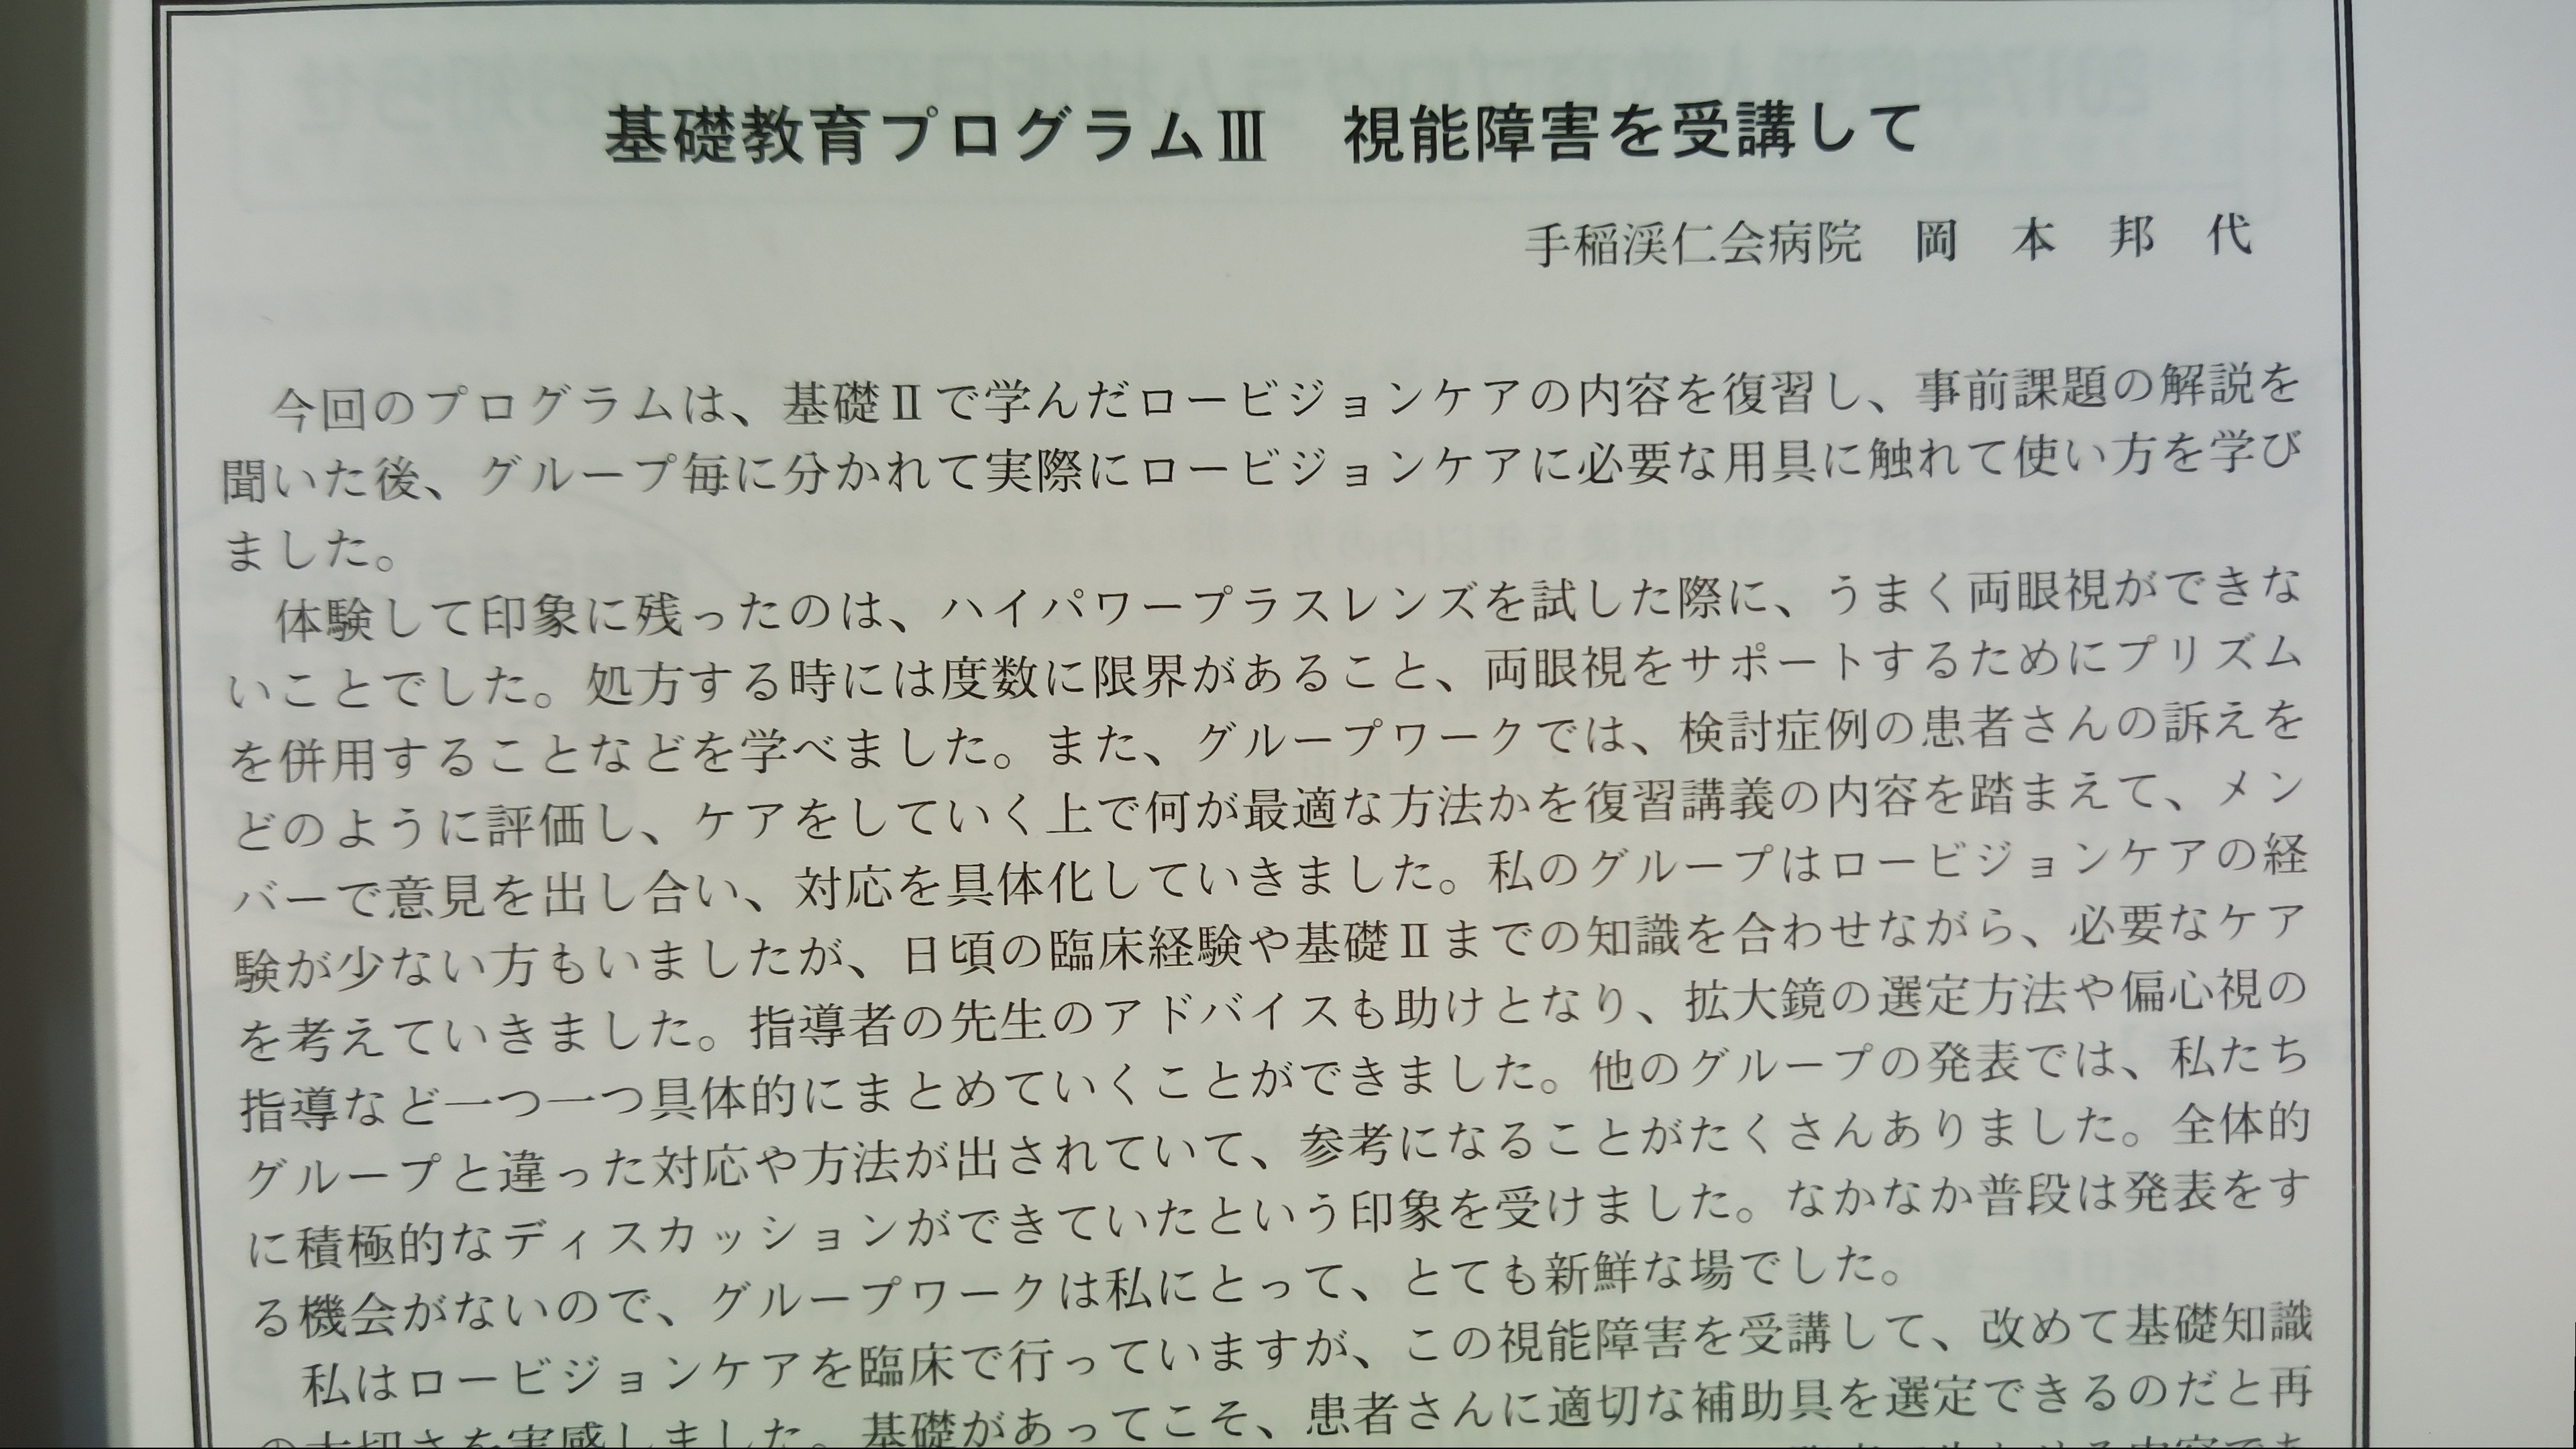 基礎教育プログラムⅢ　視能障害を受講して
手稲渓仁会病院　岡　本　邦　代
今回のプログラムは、基礎Ⅱで学んだロービジョンケアの内容を復習し、事前課題の解説を
聞いた後、グループ毎に分かれて実際にロービジョンケアに必要な用具に触れて使い方を学び
ました。
体験して印象に残ったのは、ハイパワープラスレンズを試した際に、うまく両眼視ができな
いことでした。処方する時には度数に限界があること、両眼視をサポートするためにプリズム
を併用することなどを学べました。また、グループワークでは、検討症例の患者さんの訴えを
どのように評価し、ケアをしていく上で何が最適な方法かを復習講義の内容を踏まえて、メン
バーで意見を出し合い、対応を具体化していきました。私のグループはロービジョンケアの経
験が少ない方もいましたが、日頃の臨床経験や基礎Ⅱまでの知識を合わせながら、必要なケア
を考えていきました。指導者の先生のアドバイスも助けとなり、拡大鏡の選定方法や偏心視の
指導など一つ一つ具体的にまとめていくことができました。他のグループの発表では、私たち
グループと違った対応や方法が出されていて、参考になることがたくさんありました。全体的
に積極的なディスカッションができていたという印象を受けました。なかなか普段は発表をす
る機会がないので、グループワークは私にとって、とても新鮮な場でした。
私はロービジョンケアを臨床で行っていますが、この視能障害を受講して、改めて基礎知識
の大切さを実感しました。基礎があってこそ、患者さんに適切な補助具を選定できるのだと再